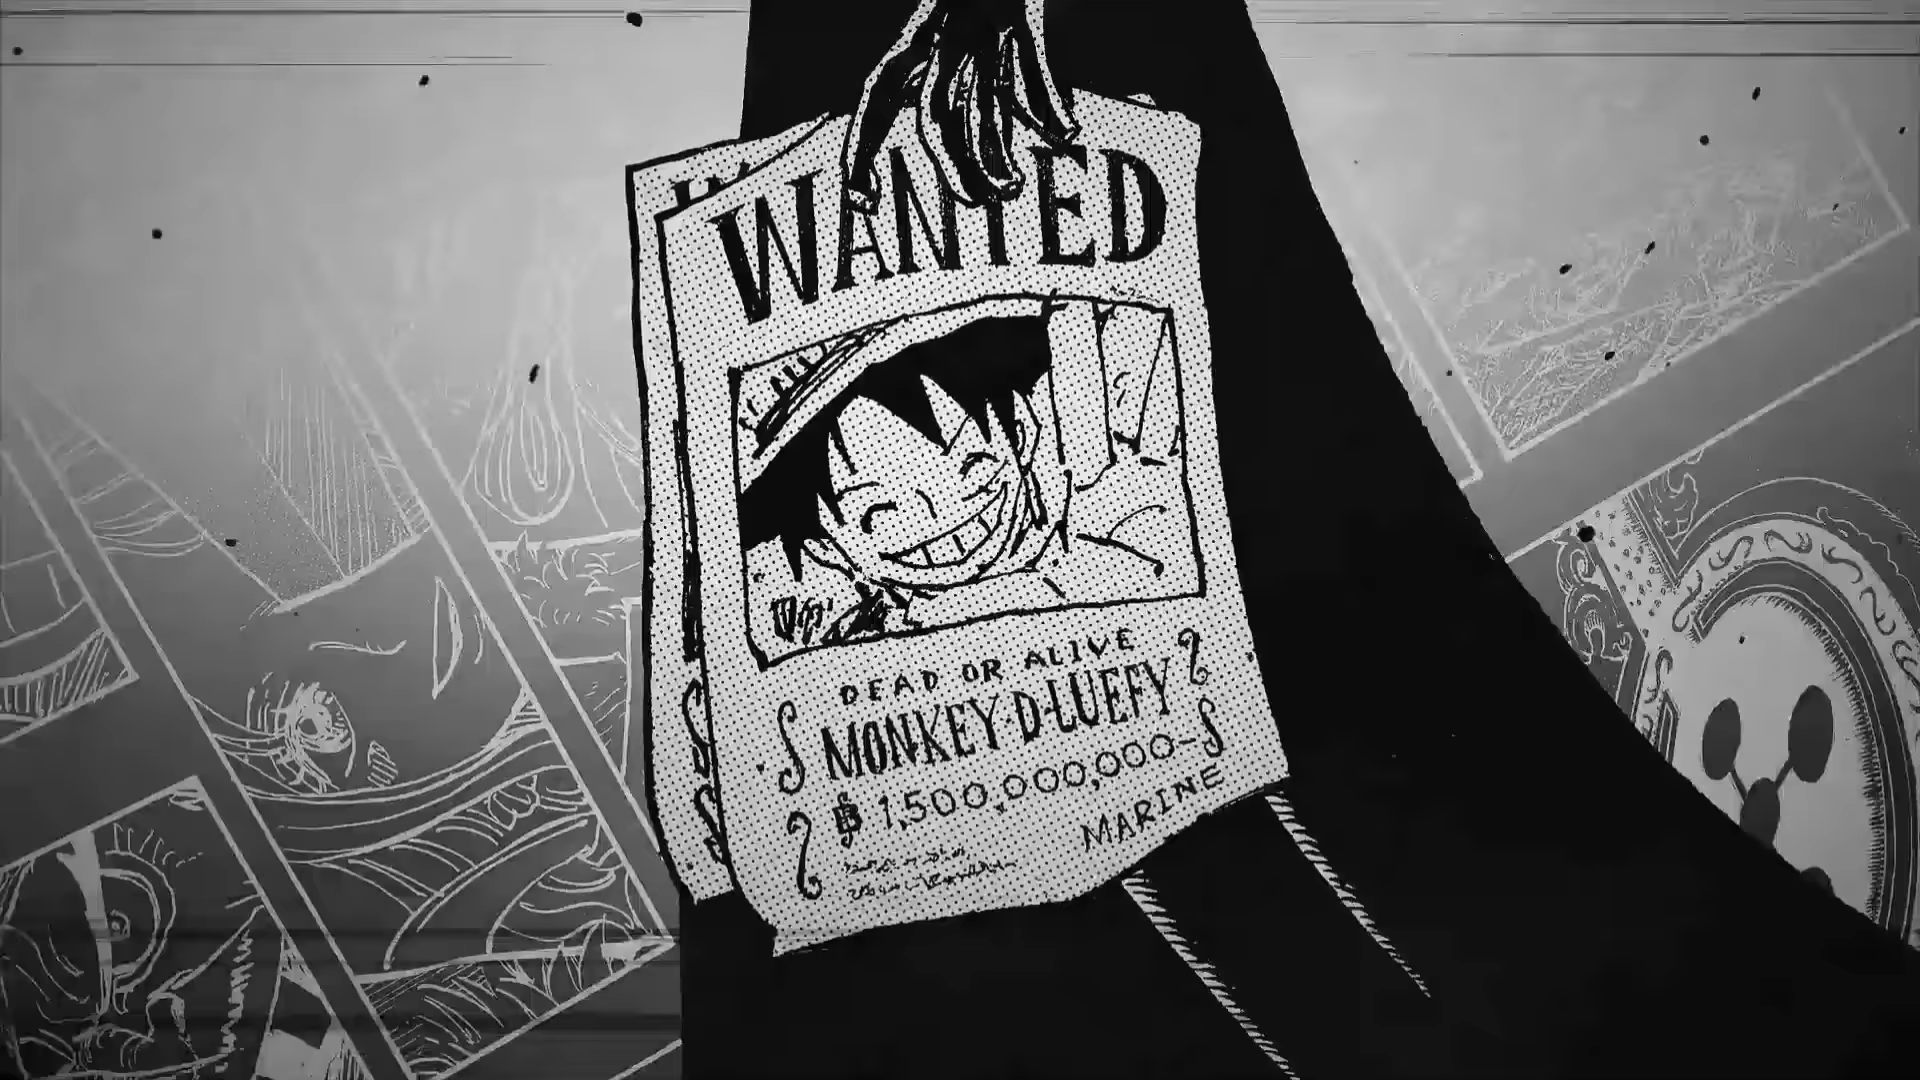 WANTED
DEAD OR ALIVE
MONKEY·D·LUFFY
฿ 1,500,000,000-
MARINE